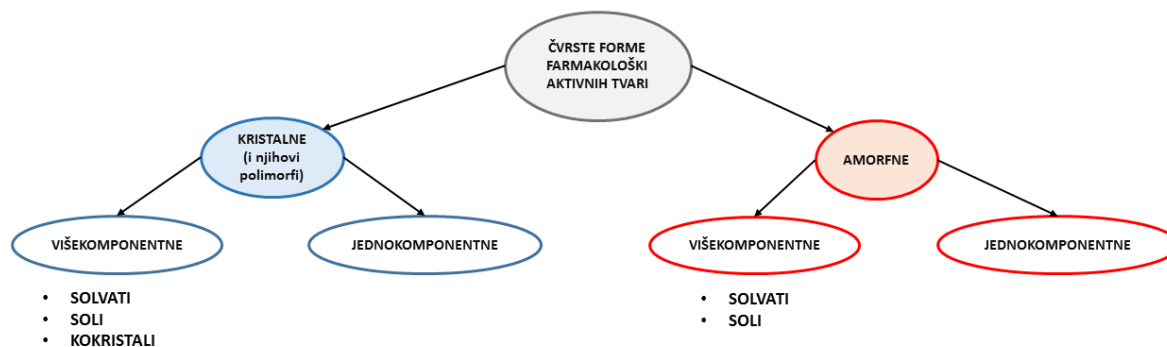 ČVRSTE FORME
FARMAKOLOŠKI
AKTIVNIH TVARI
KRISTALNE
(i njihovi
polimorfi)
AMORFNE
VIŠEKOMPONENTNE
JEDNOKOMPONENTNE
VIŠEKOMPONENTNE
JEDNOKOMPONENTNE
• SOLVATI
• SOLI
• KOKRISTALI
• SOLVATI
• SOLI